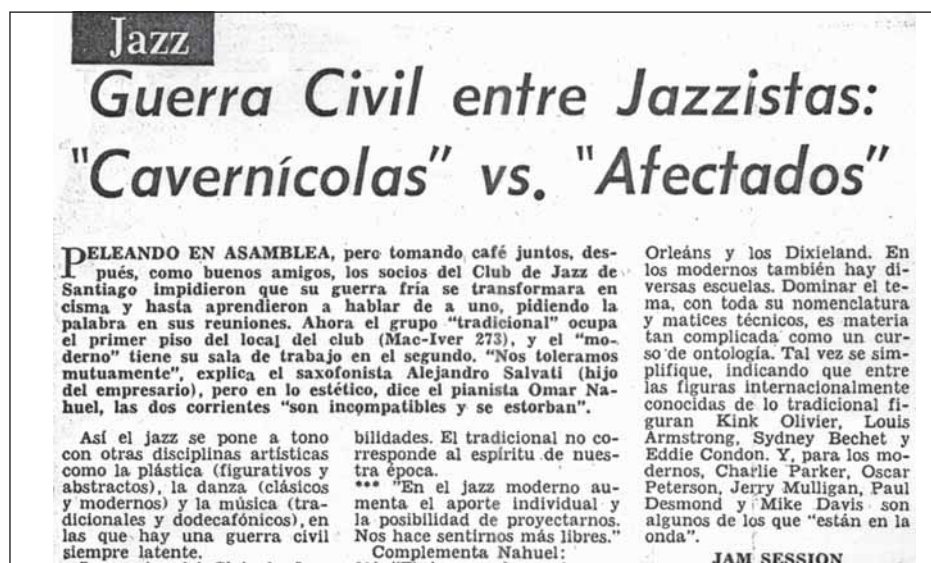 Jazz
Guerra Civil entre Jazzistas:
"Cavernícolas" vs. "Afectados"
PELEANDO EN ASAMBLEA, pero tomando café juntos, des-
pués, como buenos amigos, los socios del Club de Jazz de
Santiago impidieron que su guerra fría se transformara en
cisma y hasta aprendieron a hablar de a uno, pidiendo la
palabra en sus reuniones. Ahora el grupo "tradicional" ocupa
el primer piso del local del club (Mac-Iver 273), y el "mo-
derno" tiene su sala de trabajo en el segundo. "Nos toleramos
mutuamente", explica el saxofonista Alejandro Salvati (hijo
del empresario), pero en lo estético, dice el pianista Omar Na-
huel, las dos corrientes "son incompatibles y se estorban".
Así el jazz se pone a tono
con otras disciplinas artísticas
como la plástica (figurativos y
abstractos), la danza (clásicos
y modernos) y la música (tra-
dicionales y dodecafónicos), en
las que hay una guerra civil
siempre latente.
bilidades. El tradicional no co-
rresponde al espíritu de nues-
tra época.
*** "En el jazz moderno au-
menta el aporte individual y
la posibilidad de proyectarnos.
Nos hace sentirnos más libres."
Complementa Nahuel:
Orleáns y los Dixieland. En
los modernos también hay di-
versas escuelas. Dominar el te-
ma, con toda su nomenclatura
y matices técnicos, es materia
tan complicada como un cur-
so de ontología. Tal vez se sim-
plifique, indicando que entre
las figuras internacionalmente
conocidas de lo tradicional fi-
guran Kink Olivier, Louis
Armstrong, Sydney Bechet y
Eddie Condon. Y, para los mo-
dernos, Charlie Parker, Oscar
Peterson, Jerry Mulligan, Paul
Desmond y Mike Davis son
algunos de los que "están en la
onda".
JAM SESSION